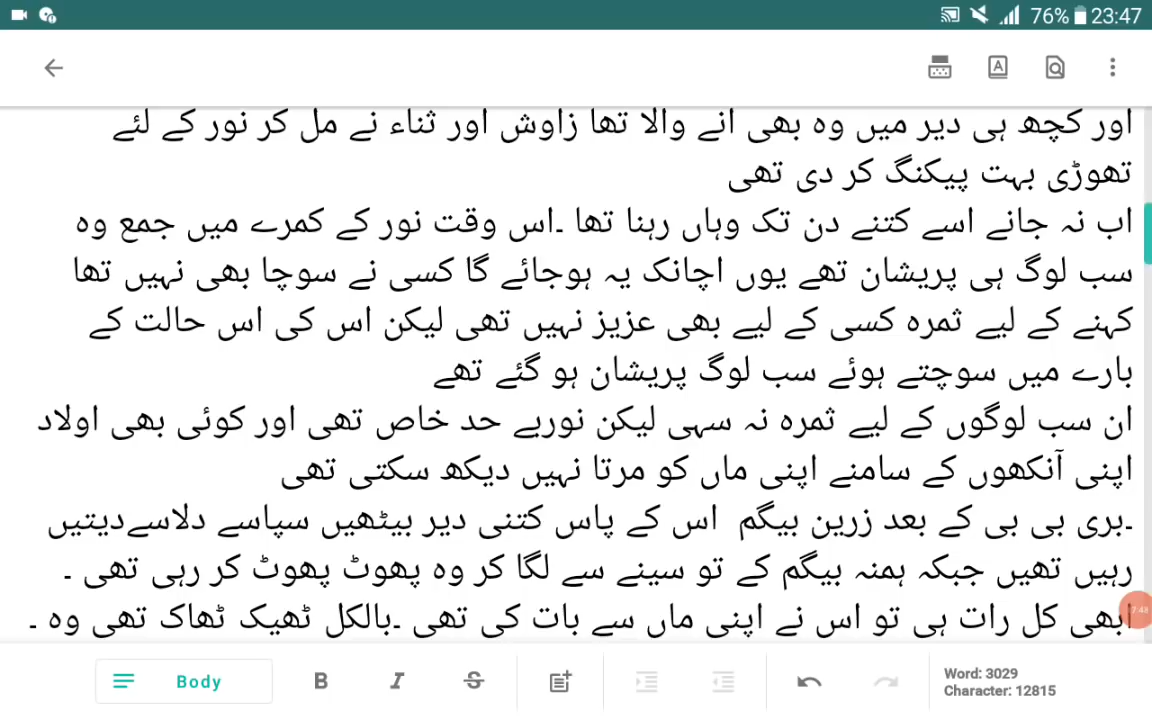 76% 23:47
اور کچھ ہی دیر میں وہ بھی آنے والا تھا زاوش اور ثناء نے مل کر نور کے لئے
تھوڑی بہت پیکنگ کر دی تھی
اب نہ جانے اسے کتنے دن تک وہاں رہنا تھا ۔اس وقت نور کے کمرے میں جمع وہ
سب لوگ ہی پریشان تھے یوں اچانک یہ ہوجائے گا کسی نے سوچا بھی نہیں تھا
کہنے کے لیے ثمرہ کسی کے لیے بھی عزیز نہیں تھی لیکن اس کی اس حالت کے
بارے میں سوچتے ہوئے سب لوگ پریشان ہو گئے تھے
ان سب لوگوں کے لیے ثمرہ نہ سہی لیکن نوربے حد خاص تھی اور کوئی بھی اولاد
اپنی آنکھوں کے سامنے اپنی ماں کو مرتا نہیں دیکھ سکتی تھی
۔بری بی بی کے بعد زرین بیگم  اس کے پاس کتنی دیر بیٹھیں سپاسے دلاسےدیتیں
رہیں تھیں جبکہ ہمنہ بیگم کے تو سینے سے لگا کر وہ پھوٹ پھوٹ کر رہی تھی ۔
ابھی کل رات ہی تو اس نے اپنی ماں سے بات کی تھی ۔بالکل ٹھیک ٹھاک تھی وہ ۔
Body B I S
Word: 3029
Character: 12815